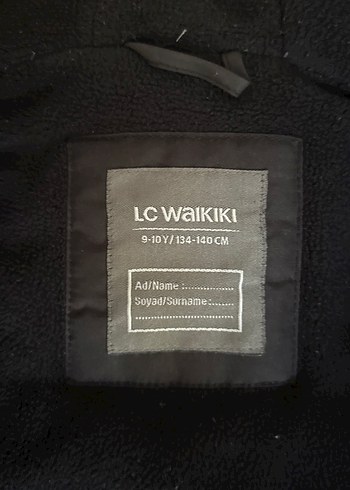 LC WAIKIKI
9-10 Y / 134-140 CM
Ad/Name :...............
Soyad/Surname:.......
..............................